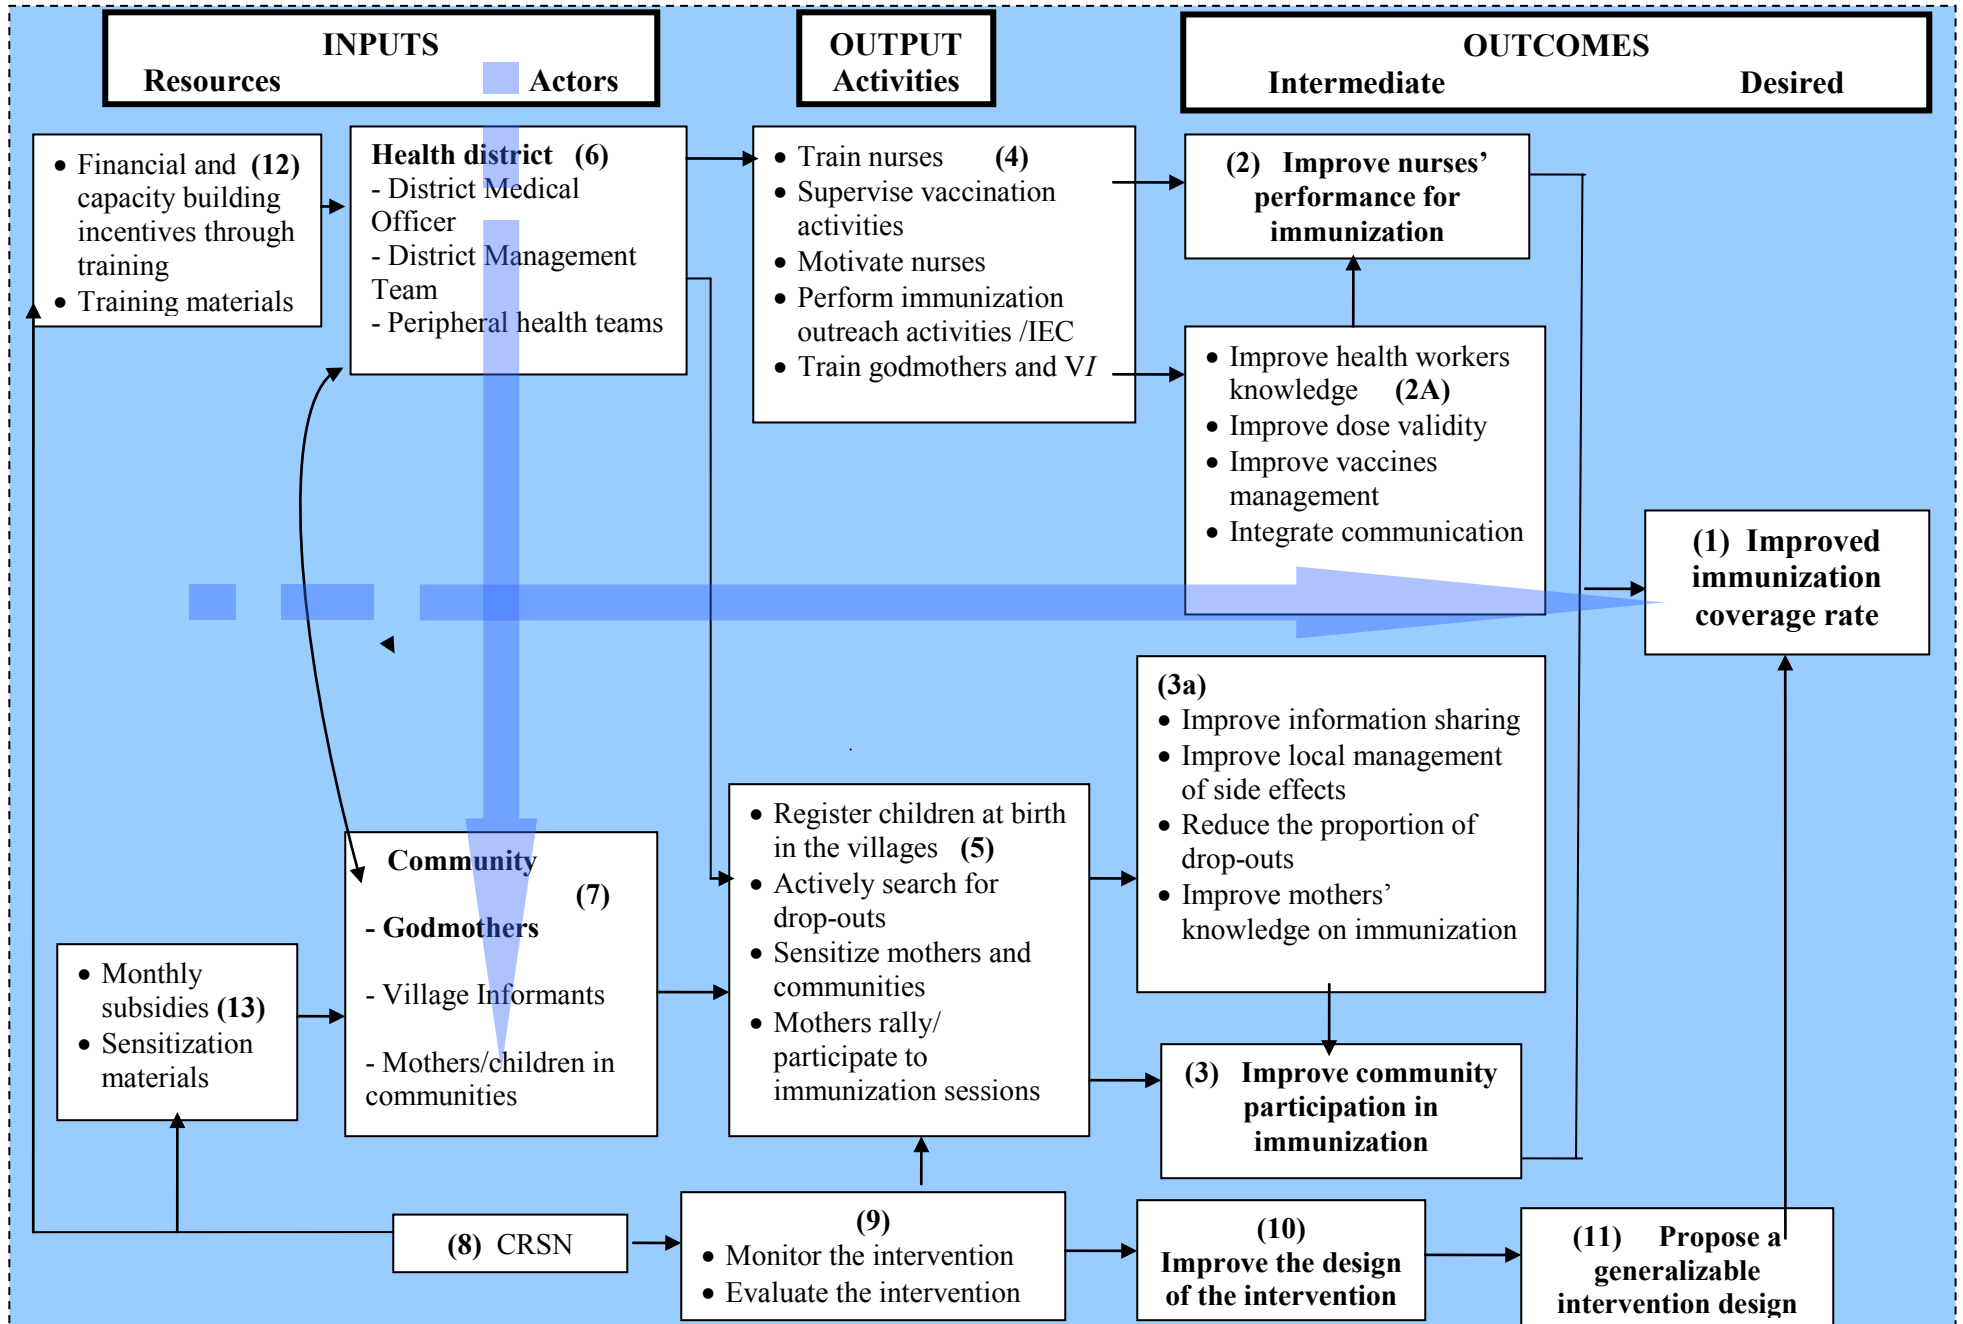 INPUTS
Resources Actors
OUTPUT
Activities
OUTCOMES
Intermediate Desired
• Financial and (12)
capacity building
incentives through
training
• Training materials
Health district (6)
- District Medical
Officer
- District Management
Team
- Peripheral health teams
• Train nurses (4)
• Supervise vaccination
activities
• Motivate nurses
• Perform immunization
outreach activities /IEC
• Train godmothers and VI
(2) Improve nurses’
performance for
immunization
• Improve health workers
knowledge (2A)
• Improve dose validity
• Improve vaccines
management
• Integrate communication
(1) Improved
immunization
coverage rate
(3a)
• Improve information sharing
• Improve local management
of side effects
• Reduce the proportion of
drop-outs
• Improve mothers’
knowledge on immunization
• Monthly
subsidies (13)
• Sensitization
materials
Community
(7)
- Godmothers
- Village Informants
- Mothers/children in
communities
• Register children at birth
in the villages (5)
• Actively search for
drop-outs
• Sensitize mothers and
communities
• Mothers rally/
participate to
immunization sessions
(3) Improve community
participation in
immunization
(8) CRSN
(9)
• Monitor the intervention
• Evaluate the intervention
(10)
Improve the design
of the intervention
(11) Propose a
generalizable
intervention design